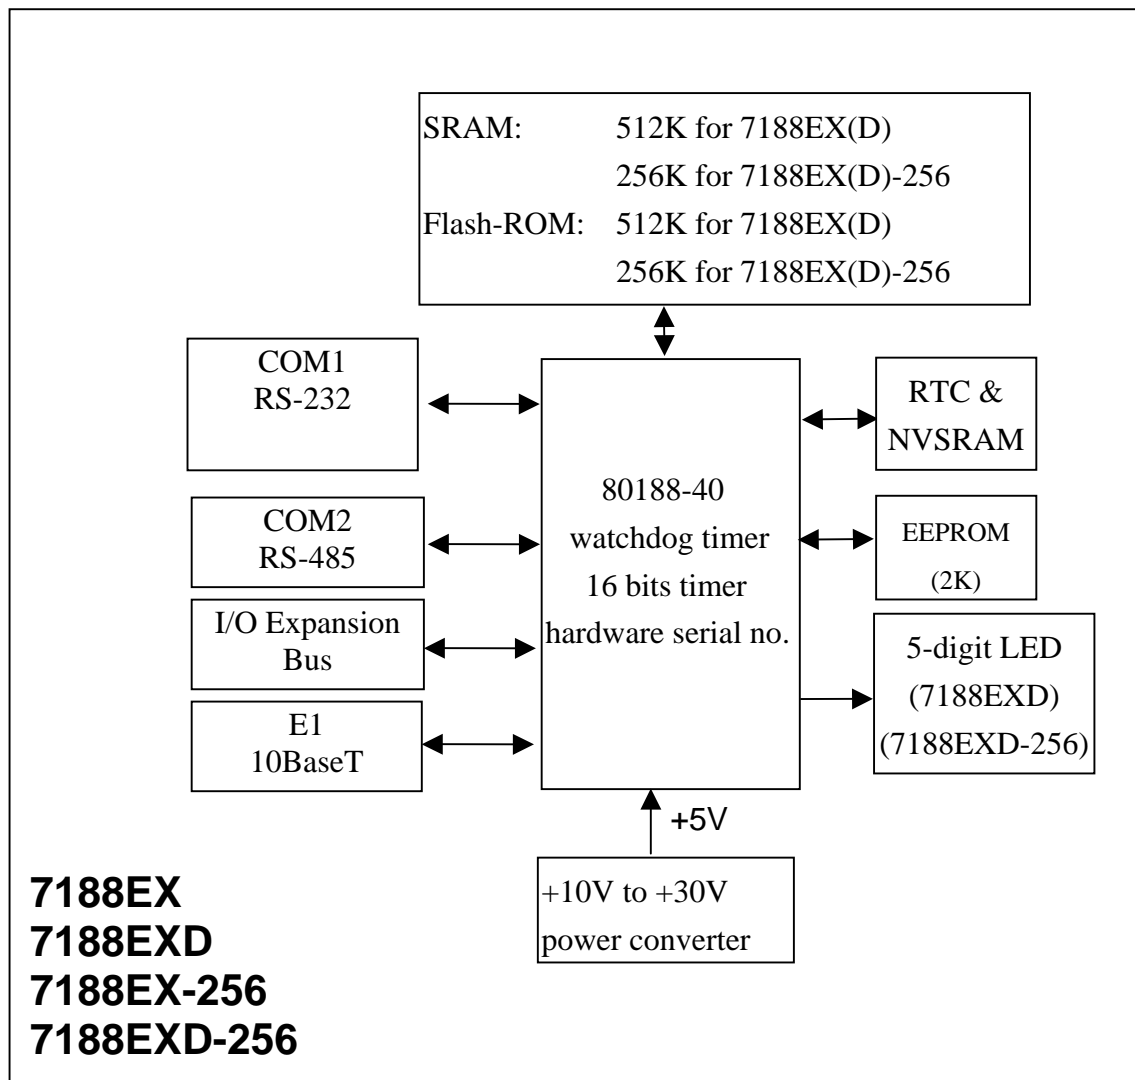 SRAM: 512K for 7188EX(D)
256K for 7188EX(D)-256
Flash-ROM: 512K for 7188EX(D)
256K for 7188EX(D)-256
COM1
RS-232
COM2
RS-485
I/O Expansion
Bus
E1
10BaseT
80188-40
watchdog timer
16 bits timer
hardware serial no.
RTC &
NVSRAM
EEPROM
(2K)
5-digit LED
(7188EXD)
(7188EXD-256)
+5V
+10V to +30V
power converter
7188EX
7188EXD
7188EX-256
7188EXD-256